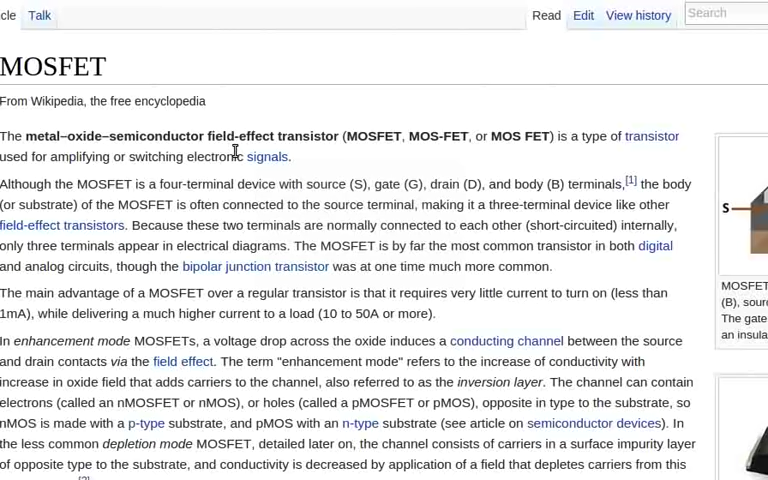 cle Talk Read Edit View history Search
MOSFET
From Wikipedia, the free encyclopedia
The metal–oxide–semiconductor field-effect transistor (MOSFET, MOS-FET, or MOS FET) is a type of transistor
used for amplifying or switching electronic signals.
Although the MOSFET is a four-terminal device with source (S), gate (G), drain (D), and body (B) terminals,[1] the body
(or substrate) of the MOSFET is often connected to the source terminal, making it a three-terminal device like other
field-effect transistors. Because these two terminals are normally connected to each other (short-circuited) internally,
only three terminals appear in electrical diagrams. The MOSFET is by far the most common transistor in both digital
and analog circuits, though the bipolar junction transistor was at one time much more common.
The main advantage of a MOSFET over a regular transistor is that it requires very little current to turn on (less than
1mA), while delivering a much higher current to a load (10 to 50A or more).
In enhancement mode MOSFETs, a voltage drop across the oxide induces a conducting channel between the source
and drain contacts via the field effect. The term "enhancement mode" refers to the increase of conductivity with
increase in oxide field that adds carriers to the channel, also referred to as the inversion layer. The channel can contain
electrons (called an nMOSFET or nMOS), or holes (called a pMOSFET or pMOS), opposite in type to the substrate, so
nMOS is made with a p-type substrate, and pMOS with an n-type substrate (see article on semiconductor devices). In
the less common depletion mode MOSFET, detailed later on, the channel consists of carriers in a surface impurity layer
of opposite type to the substrate, and conductivity is decreased by application of a field that depletes carriers from this
S
MOSFET
(B), sour
The gate
an insula